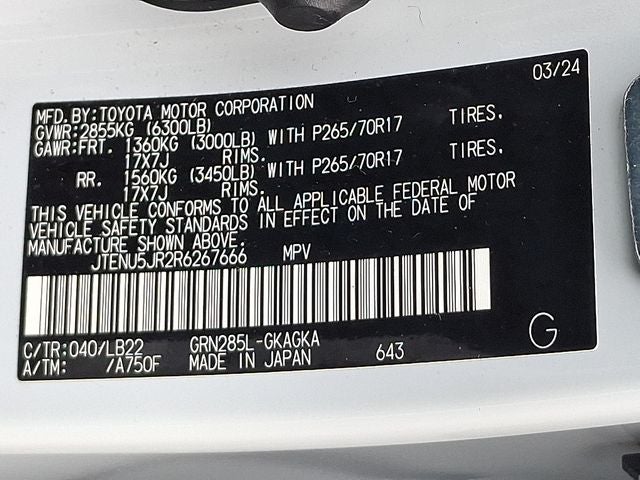 03/24
MFD. BY: TOYOTA MOTOR CORPORATION
GVWR: 2855KG (6300LB)
GAWR: FRT. 1360KG (3000LB) WITH P265/70R17 TIRES.
17X7J RIMS.
RR. 1560KG (3450LB) WITH P265/70R17 TIRES.
17X7J RIMS.
THIS VEHICLE CONFORMS TO ALL APPLICABLE FEDERAL MOTOR
VEHICLE SAFETY STANDARDS IN EFFECT ON THE DATE OF
MANUFACTURE SHOWN ABOVE.
JTENU5JR2R6267666 MPV
C/TR: 040/LB22 GRN285L-GKAGKA
A/TM: /A750F MADE IN JAPAN 643
G